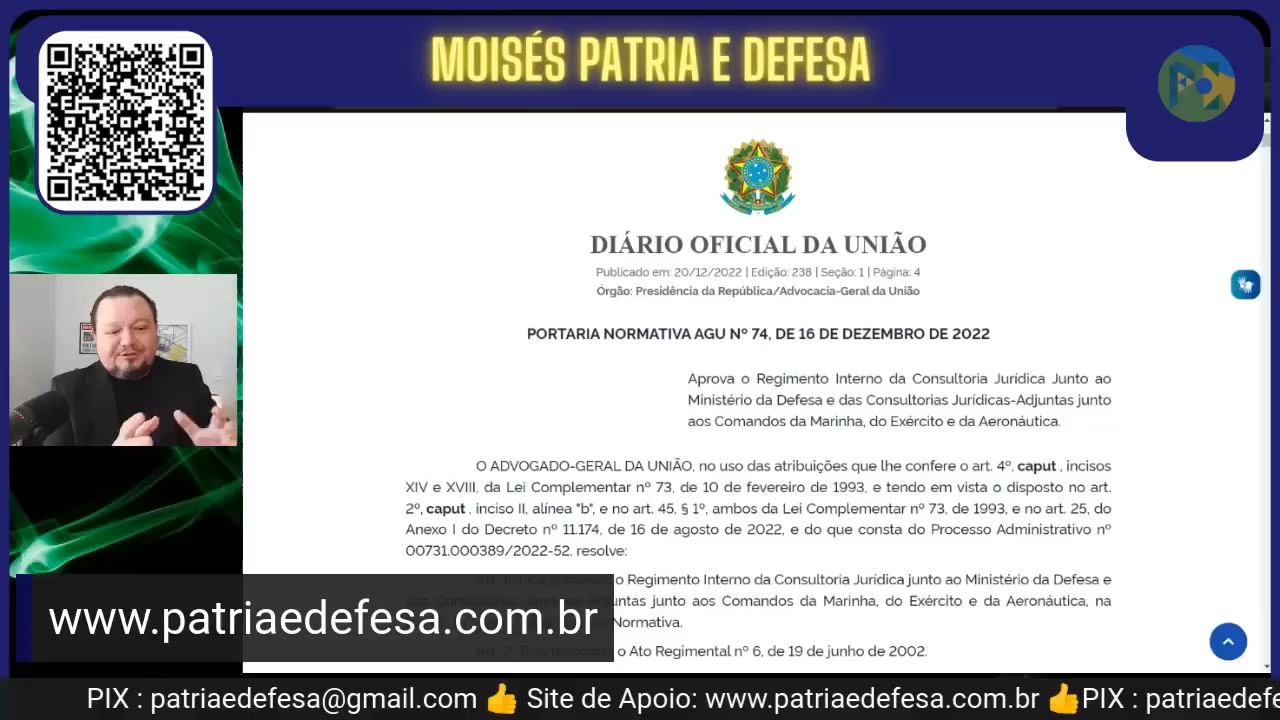 MOISÉS PATRIA E DEFESA
DIÁRIO OFICIAL DA UNIÃO
Publicado em: 20/12/2022 | Edição: 238 | Seção: 1 | Página: 4
Órgão: Presidência da República/Advocacia-Geral da União
PORTARIA NORMATIVA AGU Nº 74, DE 16 DE DEZEMBRO DE 2022
Aprova o Regimento Interno da Consultoria Jurídica Junto ao
Ministério da Defesa e das Consultorias Jurídicas-Adjuntas junto
aos Comandos da Marinha, do Exército e da Aeronáutica.
O ADVOGADO-GERAL DA UNIÃO, no uso das atribuições que lhe confere o art. 4º, caput , incisos
XIV e XVIII, da Lei Complementar nº 73, de 10 de fevereiro de 1993, e tendo em vista o disposto no art.
2º, caput , inciso II, alínea "b", e no art. 45, § 1º, ambos da Lei Complementar nº 73, de 1993, e no art. 25, do
Anexo I do Decreto nº 11.174, de 16 de agosto de 2022, e do que consta do Processo Administrativo nº
00731.000389/2022-52, resolve:
o Regimento Interno da Consultoria Jurídica junto ao Ministério da Defesa e
juntas junto aos Comandos da Marinha, do Exército e da Aeronáutica, na
Normativa.
o Ato Regimental nº 6, de 19 de junho de 2002.
www.patriaedefesa.com.br
PIX : patriaedefesa@gmail.com 👍 Site de Apoio: www.patriaedefesa.com.br 👍PIX : patriaedefe